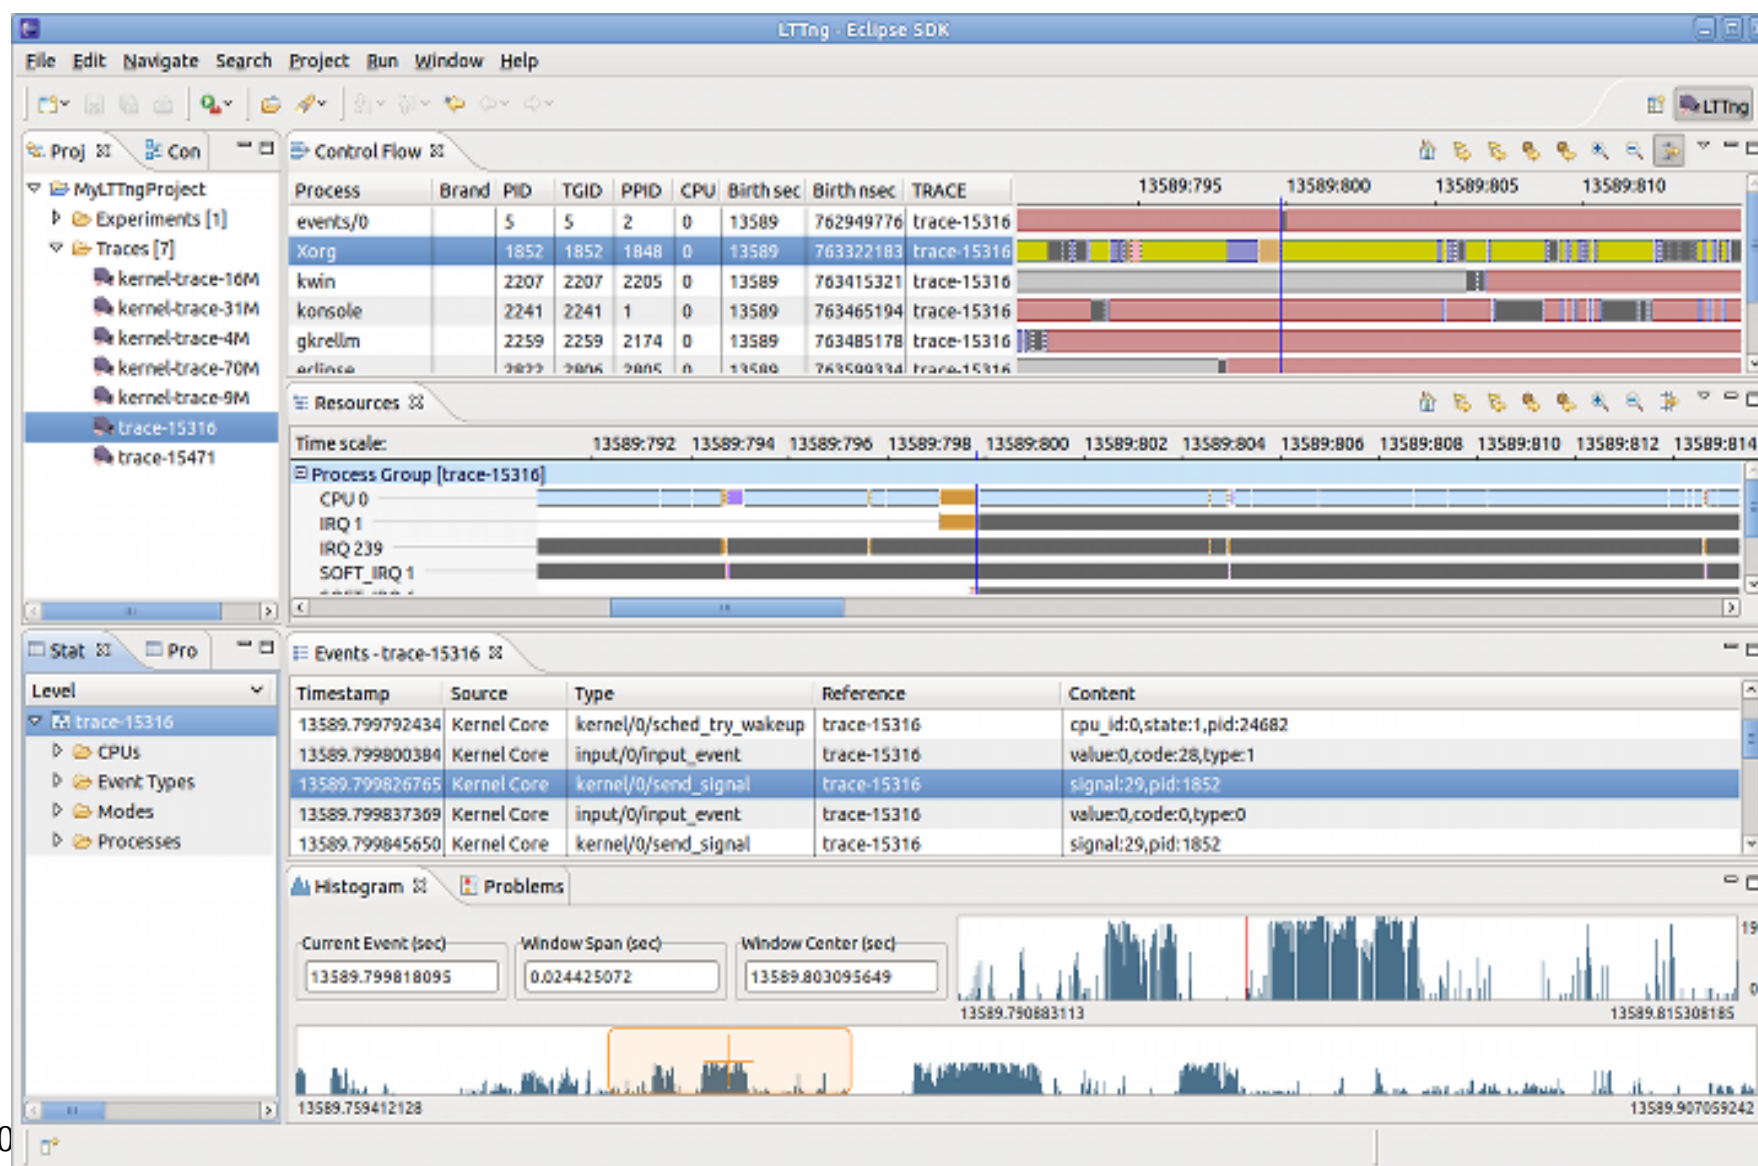 LTTng - Eclipse SDK
File Edit Navigate Search Project Run Window Help
LTTng
Proj Con
Control Flow
MyLTTngProject
Experiments [1]
Traces [7]
kernel-trace-16M
kernel-trace-31M
kernel-trace-4M
kernel-trace-70M
kernel-trace-9M
trace-15316
trace-15471
Process Brand PID TGID PPID CPU Birth sec Birth nsec TRACE 13589:795 13589:800 13589:805 13589:810
events/0 5 5 2 0 13589 762949776 trace-15316
Xorg 1852 1852 1848 0 13589 763322183 trace-15316
kwin 2207 2207 2205 0 13589 763415321 trace-15316
konsole 2241 2241 1 0 13589 763465194 trace-15316
gkrellm 2259 2259 2174 0 13589 763485178 trace-15316
eclipse 2822 2806 2805 0 13589 763599334 trace-15316
Resources
Time scale: 13589:792 13589:794 13589:796 13589:798 13589:800 13589:802 13589:804 13589:806 13589:808 13589:810 13589:812 13589:814
Process Group [trace-15316]
CPU 0
IRQ 1
IRQ 239
SOFT_IRQ 1
Stat Pro
Level
trace-15316
CPUs
Event Types
Modes
Processes
Events - trace-15316
Timestamp Source Type Reference Content
13589.799792434 Kernel Core kernel/0/sched_try_wakeup trace-15316 cpu_id:0,state:1,pid:24682
13589.799800384 Kernel Core input/0/input_event trace-15316 value:0,code:28,type:1
13589.799826765 Kernel Core kernel/0/send_signal trace-15316 signal:29,pid:1852
13589.799837369 Kernel Core input/0/input_event trace-15316 value:0,code:0,type:0
13589.799845650 Kernel Core kernel/0/send_signal trace-15316 signal:29,pid:1852
Histogram Problems
Current Event (sec) Window Span (sec) Window Center (sec)
13589.799818095 0.024425072 13589.803095649
19
0
13589.790883113 13589.815308185
13589.759412128 13589.907059242
0